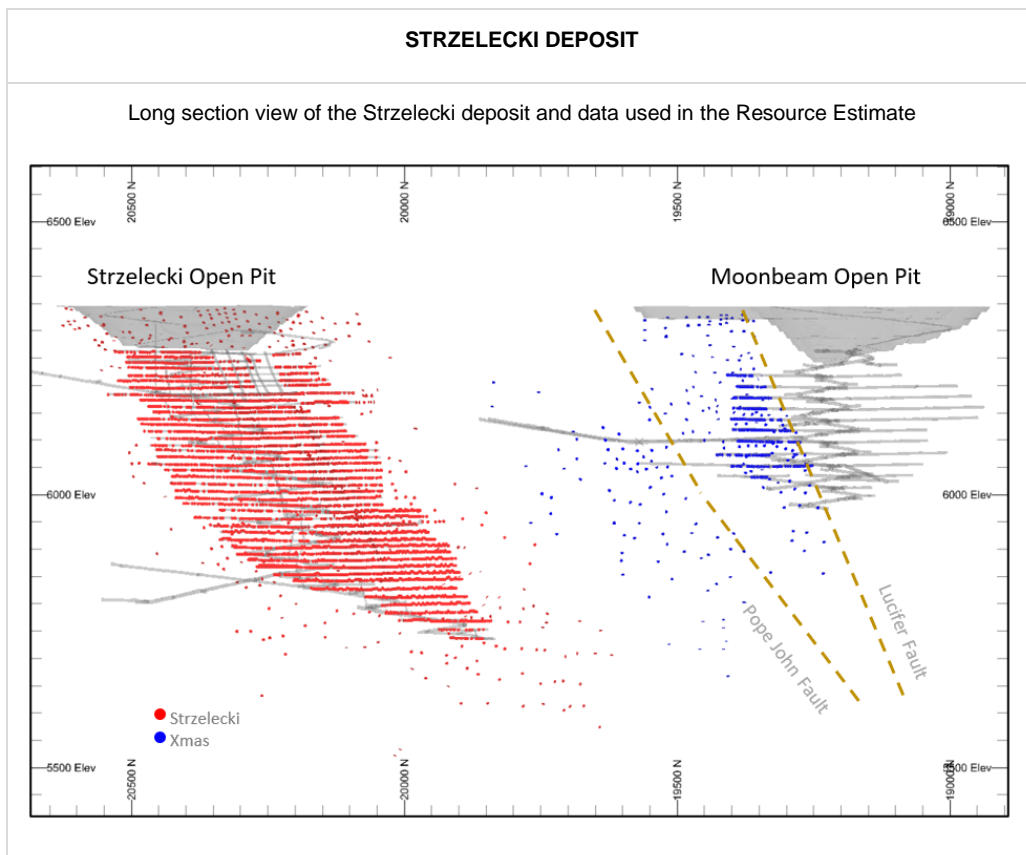 STRZELECKI DEPOSIT
Long section view of the Strzelecki deposit and data used in the Resource Estimate
20500 N
20000 N
19500 N
19000 N
6500 Elev
6500 Elev
Strzelecki Open Pit
Moonbeam Open Pit
6000 Elev
6000 Elev
Lucifer Fault
Pope John Fault
Strzelecki
Xmas
5500 Elev
5500 Elev
20500 N
20000 N
19500 N
19000 N